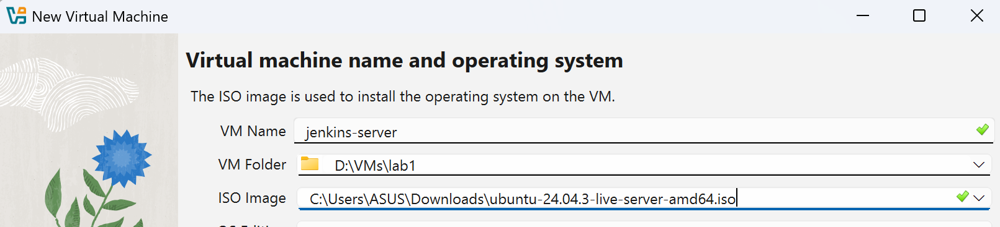 New Virtual Machine
Virtual machine name and operating system
The ISO image is used to install the operating system on the VM.
VM Name jenkins-server
VM Folder D:\VMs\lab1
ISO Image C:\Users\ASUS\Downloads\ubuntu-24.04.3-live-server-amd64.iso